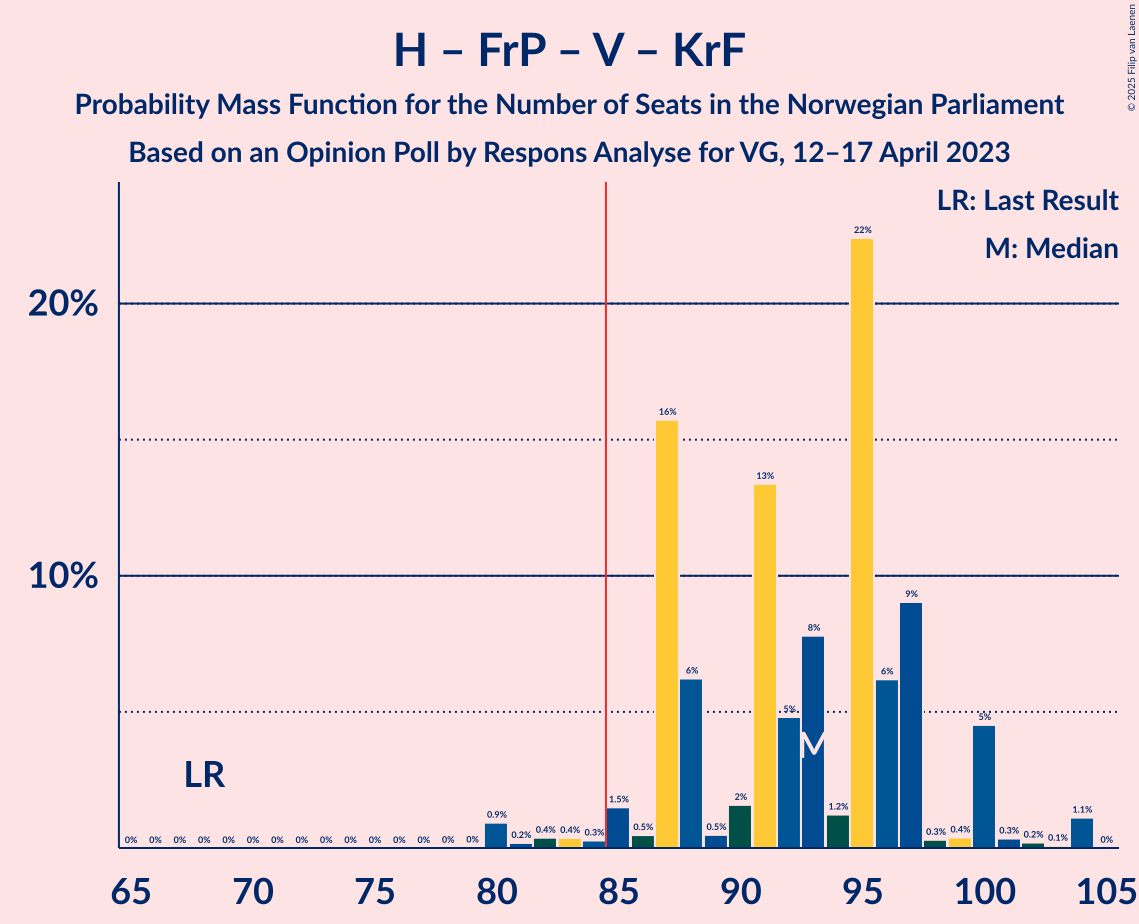 © 2025 Filip van Laenen
H – FrP – V – KrF
Probability Mass Function for the Number of Seats in the Norwegian Parliament
Based on an Opinion Poll by Respons Analyse for VG, 12–17 April 2023
LR: Last Result
M: Median
20%
10%
LR
M
0% 0% 0% 0% 0% 0% 0% 0% 0% 0% 0% 0% 0% 0% 0% 0.9% 0.2% 0.4% 0.4% 0.3% 1.5% 0.5% 16% 6% 0.5% 2% 13% 5% 8% 1.2% 22% 6% 9% 0.3% 0.4% 5% 0.3% 0.2% 0.1% 1.1% 0%
65 70 75 80 85 90 95 100 105